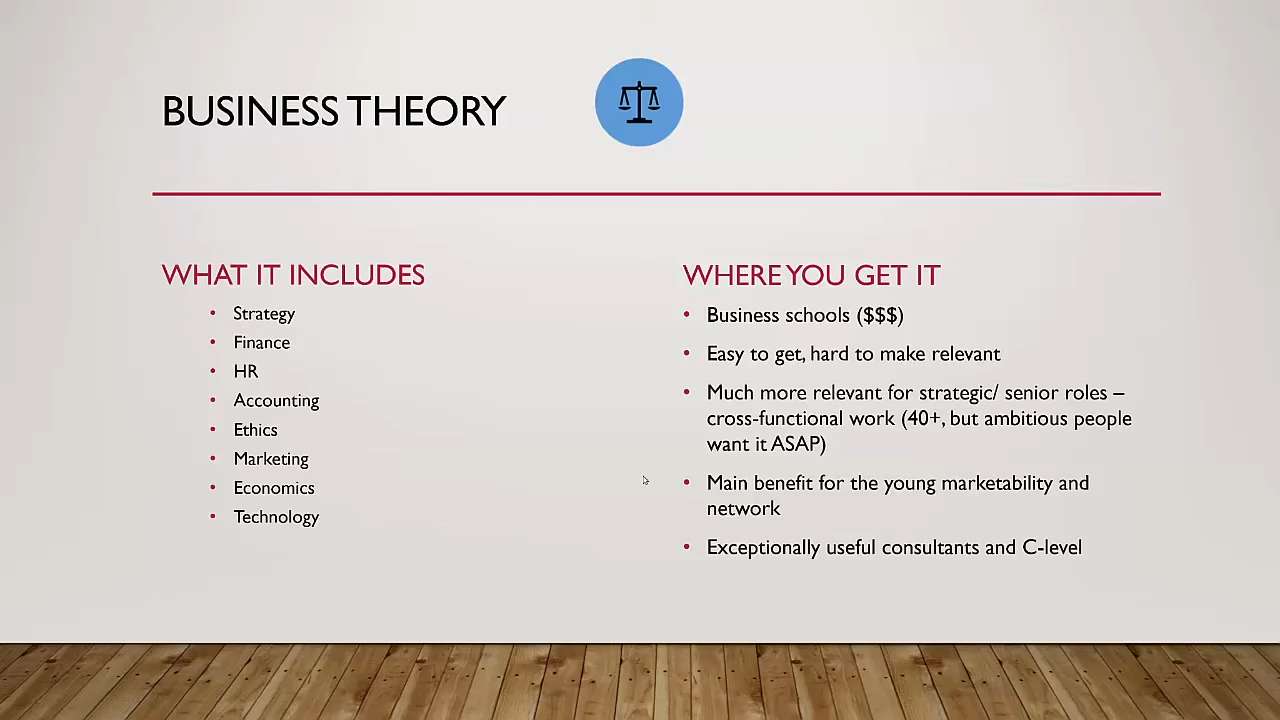 BUSINESS THEORY
WHAT IT INCLUDES
• Strategy
• Finance
• HR
• Accounting
• Ethics
• Marketing
• Economics
• Technology
WHERE YOU GET IT
• Business schools ($$$)
• Easy to get, hard to make relevant
• Much more relevant for strategic/ senior roles –
cross-functional work (40+, but ambitious people
want it ASAP)
• Main benefit for the young marketability and
network
• Exceptionally useful consultants and C-level